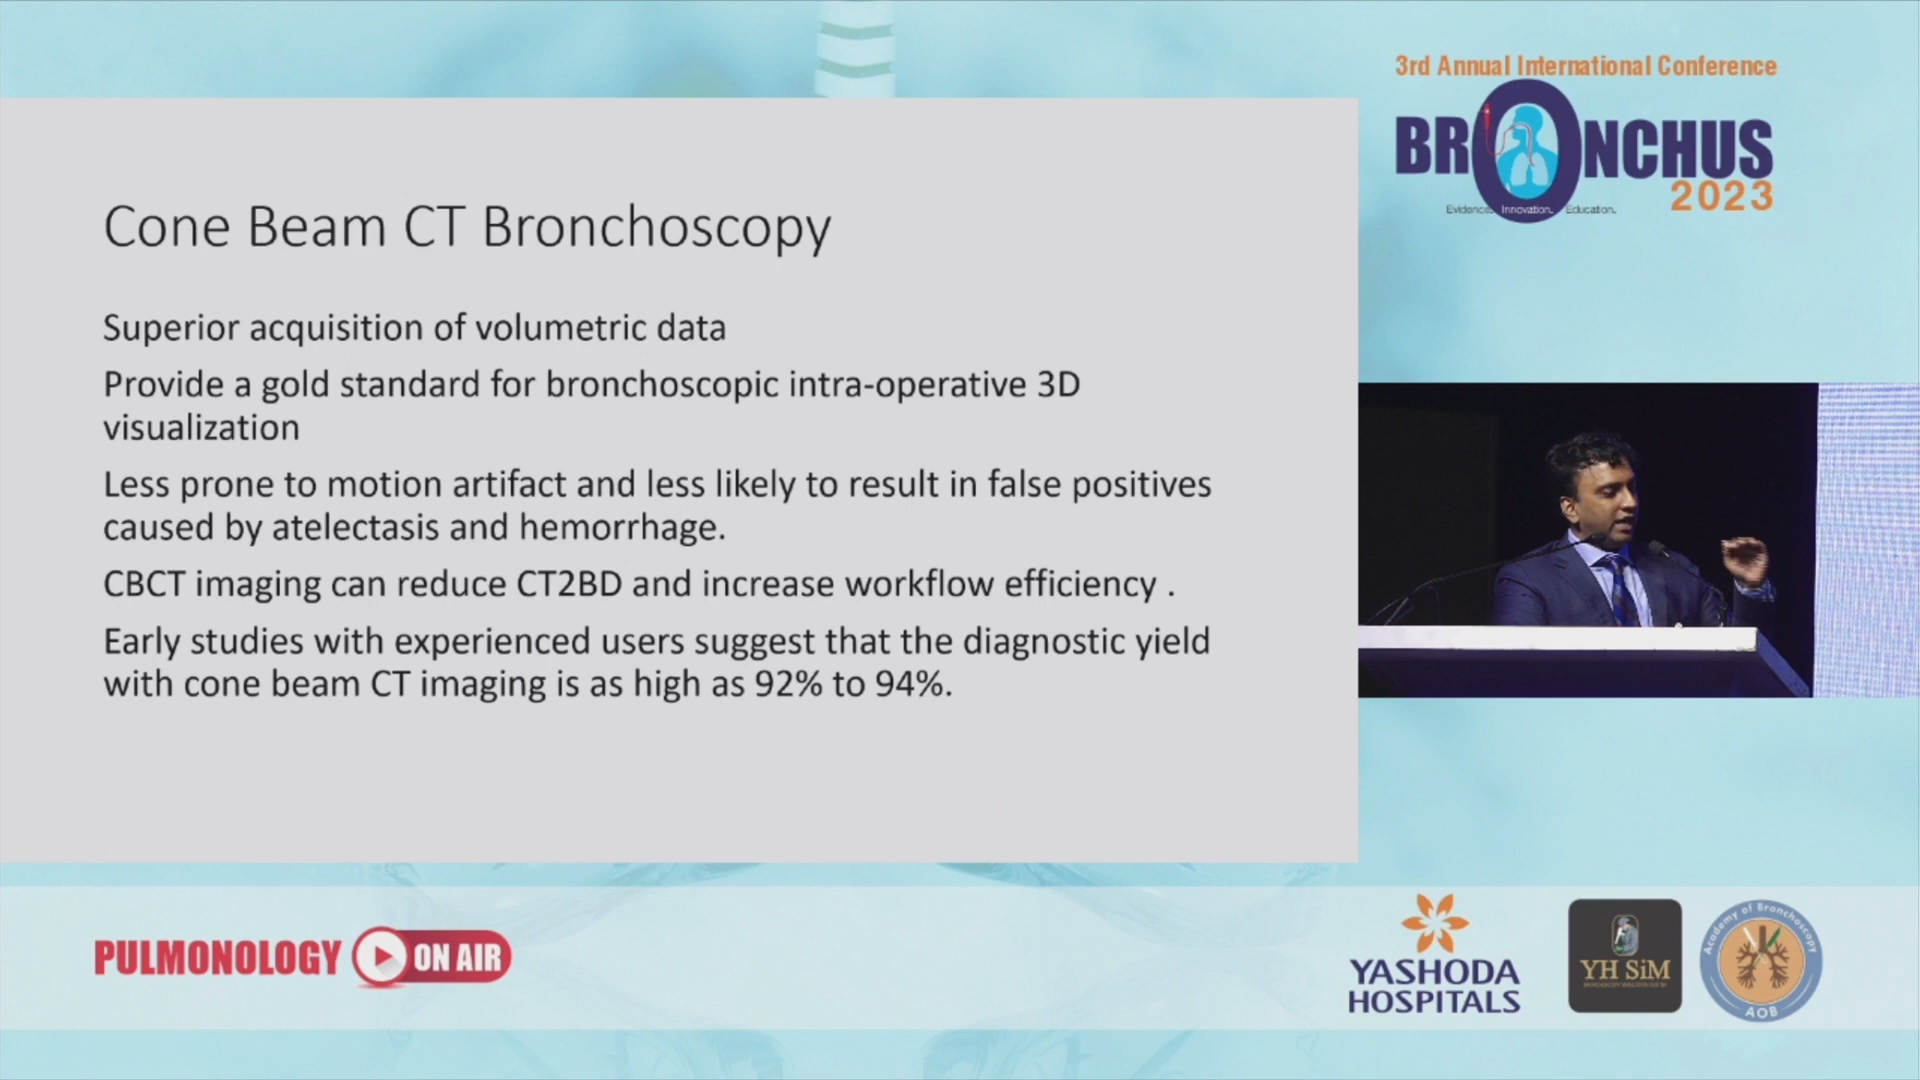 3rd Annual International Conference
BRONCHUS
2023
Evidence. Innovation. Education.
Cone Beam CT Bronchoscopy
Superior acquisition of volumetric data
Provide a gold standard for bronchoscopic intra-operative 3D
visualization
Less prone to motion artifact and less likely to result in false positives
caused by atelectasis and hemorrhage.
CBCT imaging can reduce CT2BD and increase workflow efficiency .
Early studies with experienced users suggest that the diagnostic yield
with cone beam CT imaging is as high as 92% to 94%.
PULMONOLOGY ON AIR
YASHODA
HOSPITALS
YH SiM
Academy of Bronchoscopy
AOB